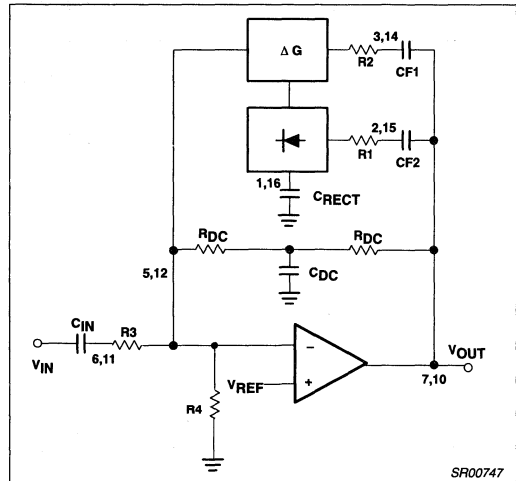 Δ G
3,14
R2
CF1
2,15
R1
CF2
1,16
CRECT
RDC
RDC
5,12
CDC
CIN
R3
VIN
6,11
VREF
−
+
VOUT
7,10
R4
SR00747